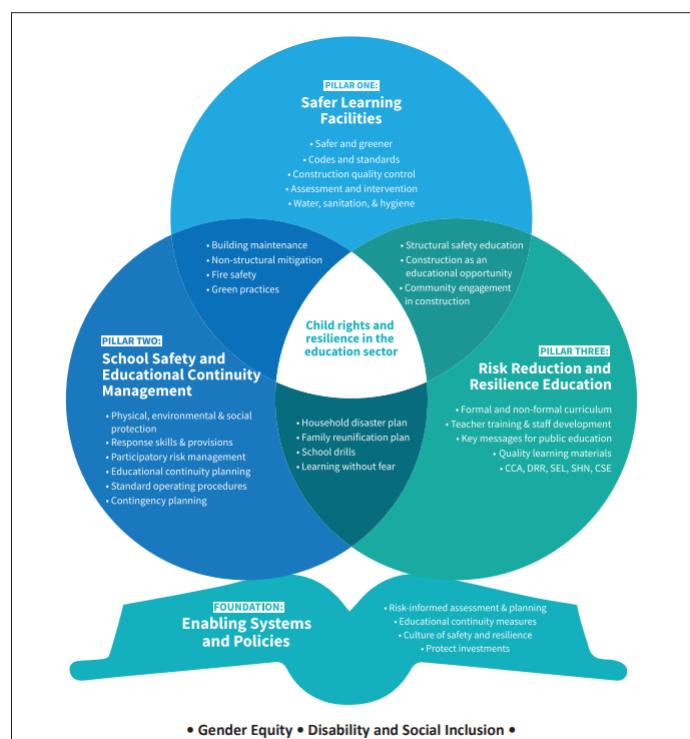 PILLAR ONE:
Safer Learning
Facilities
• Safer and greener
• Codes and standards
• Construction quality control
• Assessment and intervention
• Water, sanitation, & hygiene
• Building maintenance
• Non-structural mitigation
• Fire safety
• Green practices
• Structural safety education
• Construction as an
educational opportunity
• Community engagement
in construction
Child rights and
resilience in the
education sector
PILLAR TWO:
School Safety and
Educational Continuity
Management
• Physical, environmental & social
protection
• Response skills & provisions
• Participatory risk management
• Educational continuity planning
• Standard operating procedures
• Contingency planning
PILLAR THREE:
Risk Reduction and
Resilience Education
• Formal and non-formal curriculum
• Teacher training & staff development
• Key messages for public education
• Quality learning materials
• CCA, DRR, SEL, SHN, CSE
• Household disaster plan
• Family reunification plan
• School drills
• Learning without fear
FOUNDATION:
Enabling Systems
and Policies
• Risk-informed assessment & planning
• Educational continuity measures
• Culture of safety and resilience
• Protect investments
• Gender Equity • Disability and Social Inclusion •